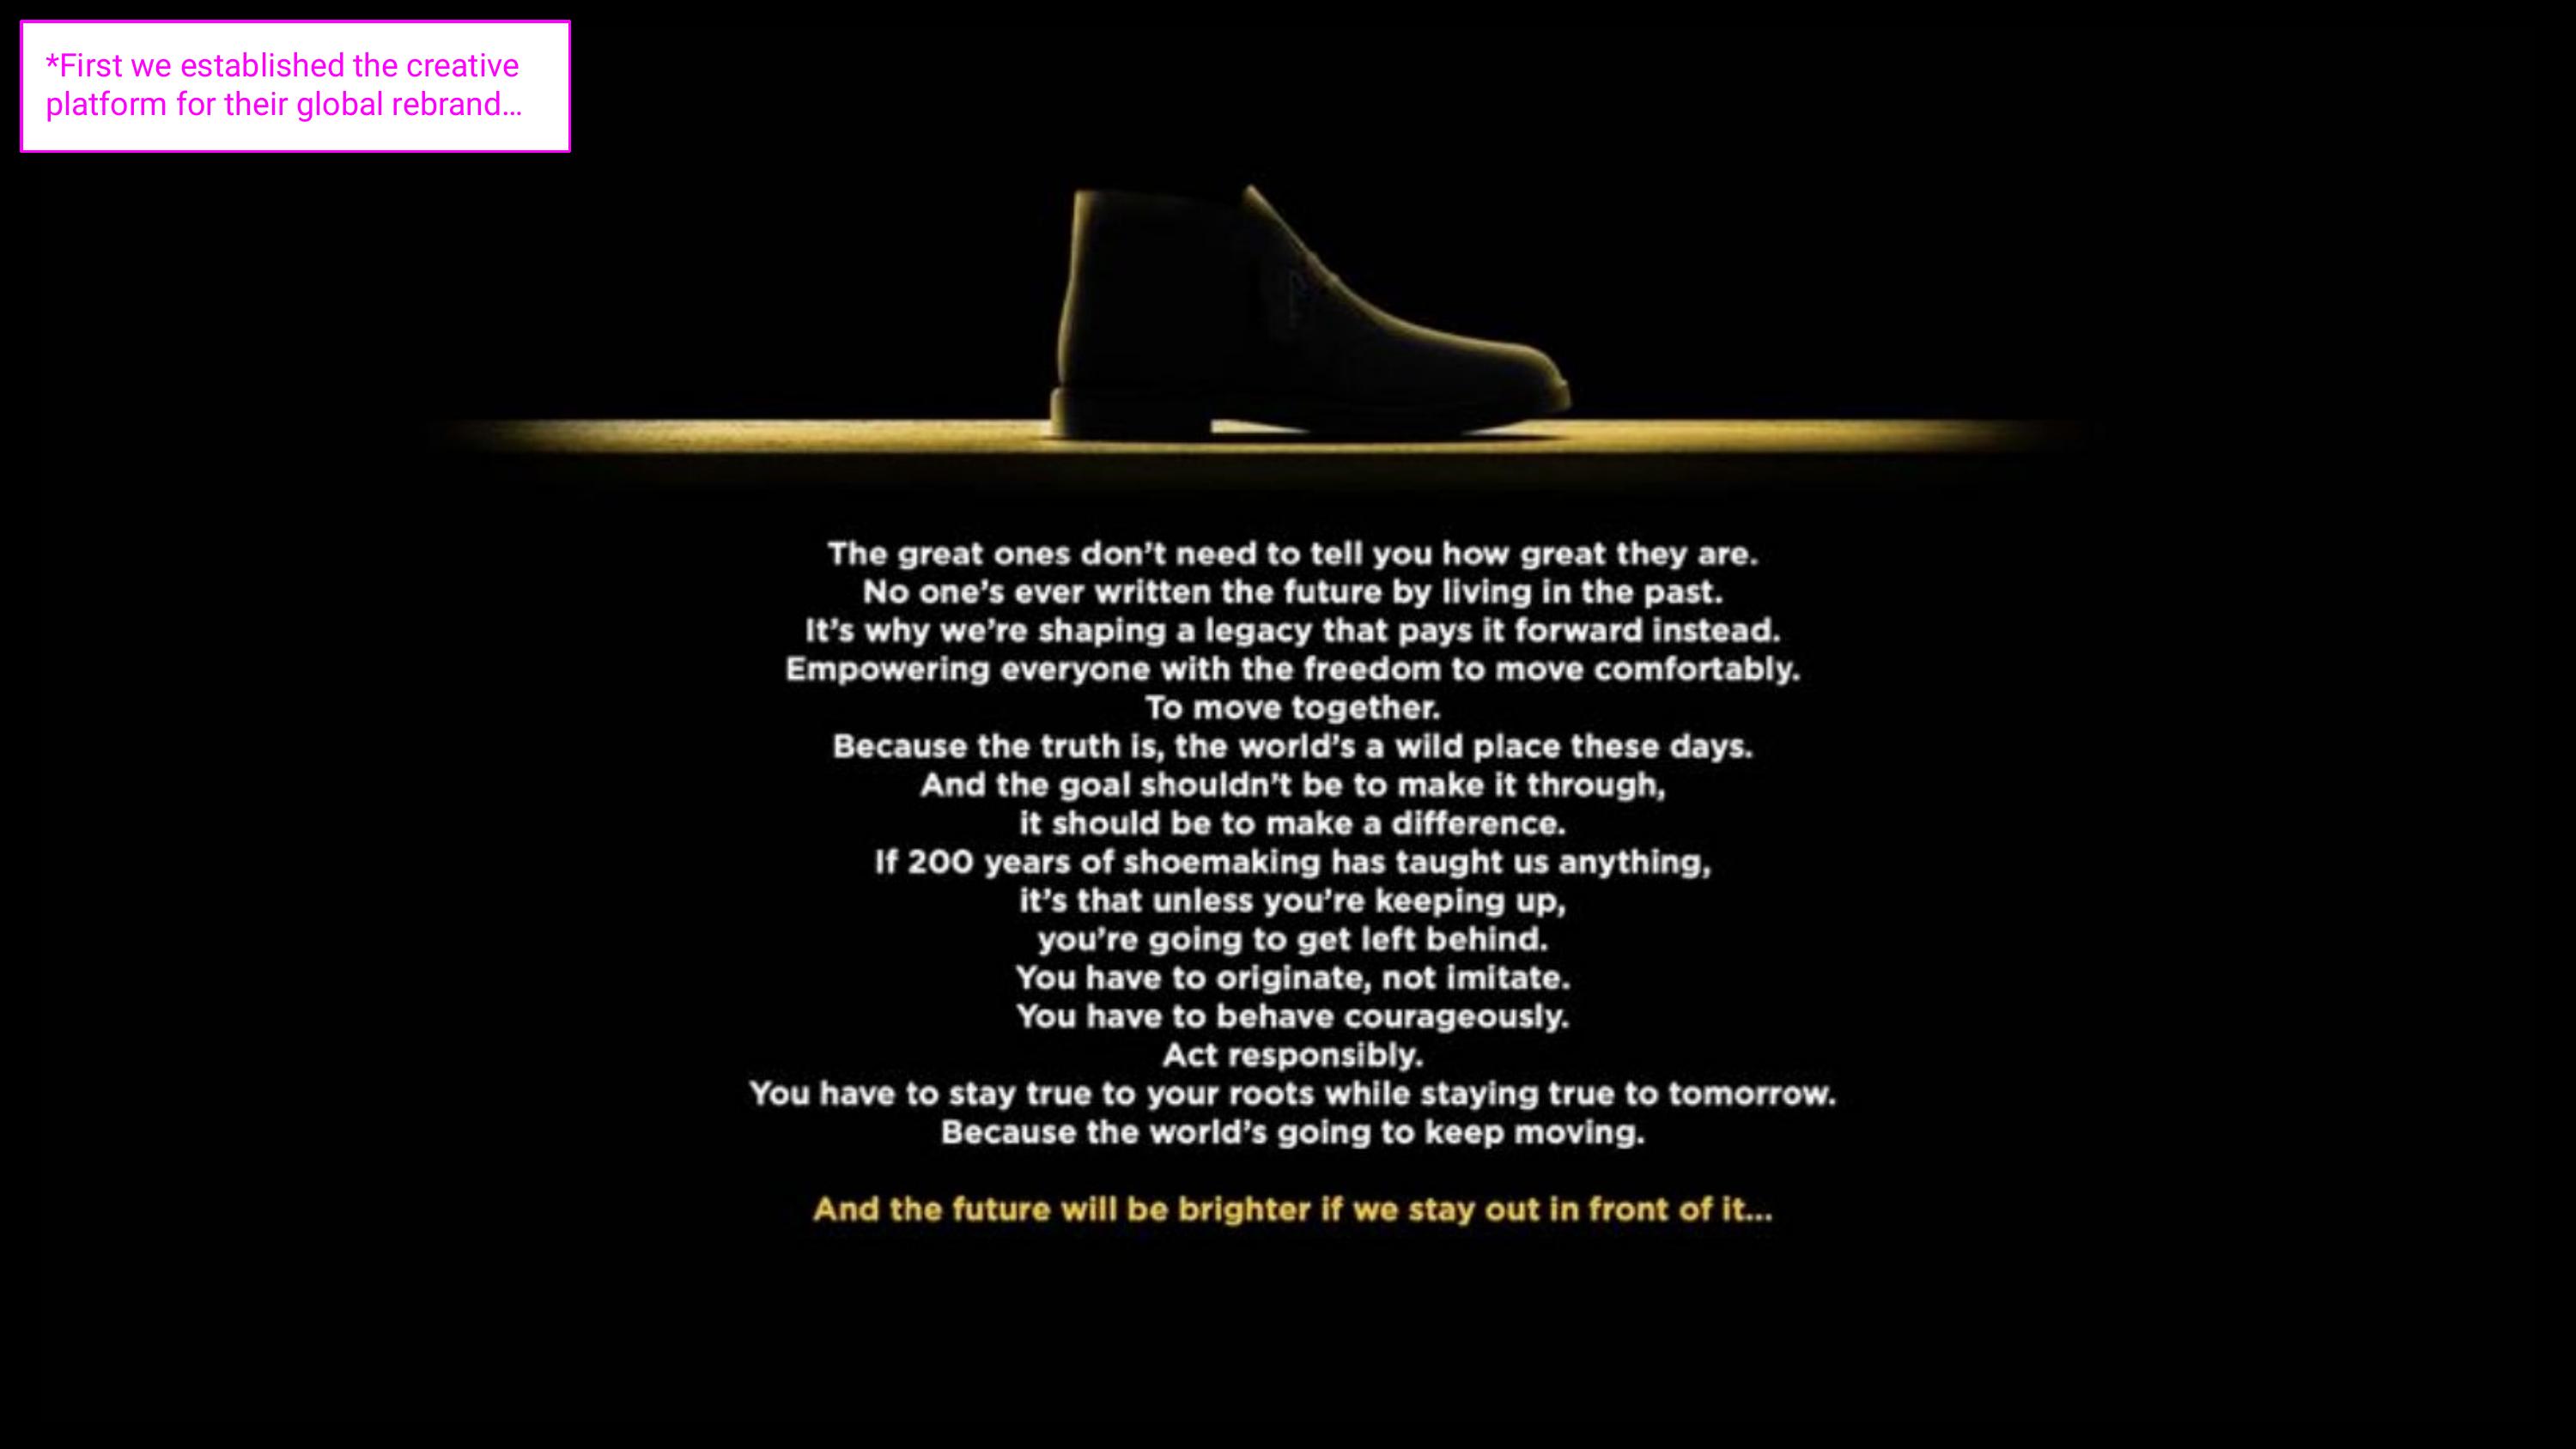 *First we established the creative
platform for their global rebrand...
The great ones don't need to tell you how great they are.
No one's ever written the future by living in the past.
It's why we're shaping a legacy that pays it forward instead.
Empowering everyone with the freedom to move comfortably.
To move together.
Because the truth is, the world's a wild place these days.
And the goal shouldn't be to make it through,
it should be to make a difference.
If 200 years of shoemaking has taught us anything,
it's that unless you're keeping up,
you're going to get left behind.
You have to originate, not imitate.
You have to behave courageously.
Act responsibly.
You have to stay true to your roots while staying true to tomorrow.
Because the world's going to keep moving.
And the future will be brighter if we stay out in front of it...